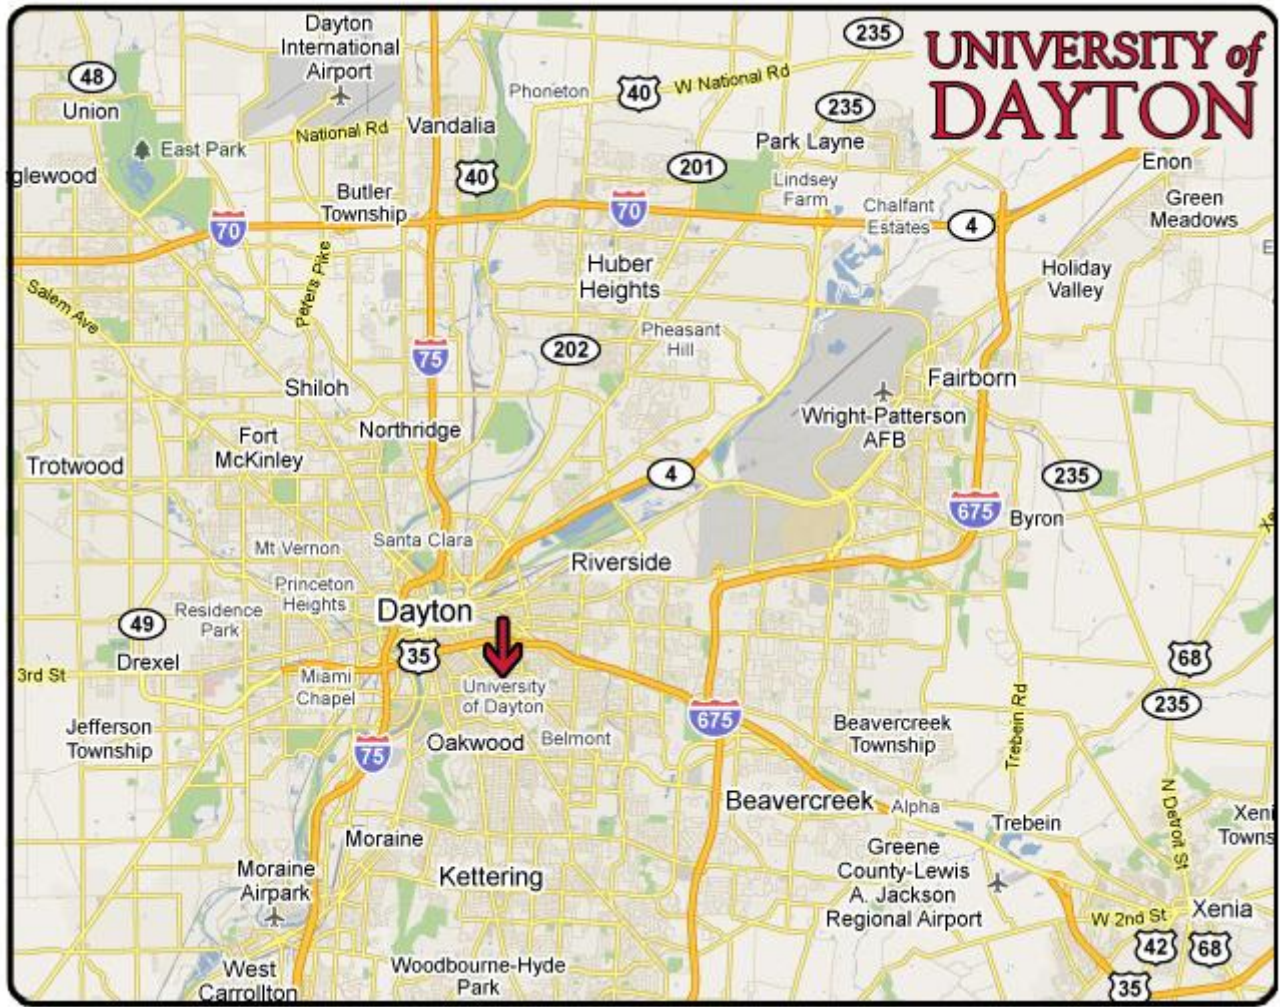 Dayton
International
Airport
235
UNIVERSITY of
DAYTON
48
Union
Phoneton
40
W National Rd
235
National Rd
Vandalia
East Park
Park Layne
201
Enon
glewood
40
Butler
Township
Lindsey
Farm
Green
Meadows
70
70
Chalfant
Estates
4
E
Peters Pike
Huber
Heights
Holiday
Valley
Salem Ave
75
202
Pheasant
Hill
Shiloh
Fairborn
Northridge
Wright-Patterson
AFB
Fort
McKinley
Trotwood
4
235
675
Byron
Mt Vernon
Santa Clara
Riverside
Princeton
Heights
Residence
Park
Dayton
49
Drexel
35
68
3rd St
Miami
Chapel
University
of Dayton
235
675
Trebein Rd
Jefferson
Township
75
Oakwood
Belmont
Beavercreek
Township
Beavercreek
Alpha
N Detroit St
Trebein
Xeni
Towns
Moraine
Greene
County-Lewis
A. Jackson
Regional Airport
Moraine
Airpark
Kettering
W 2nd St
Xenia
42
68
West
Carrollton
Woodbourne-Hyde
Park
35